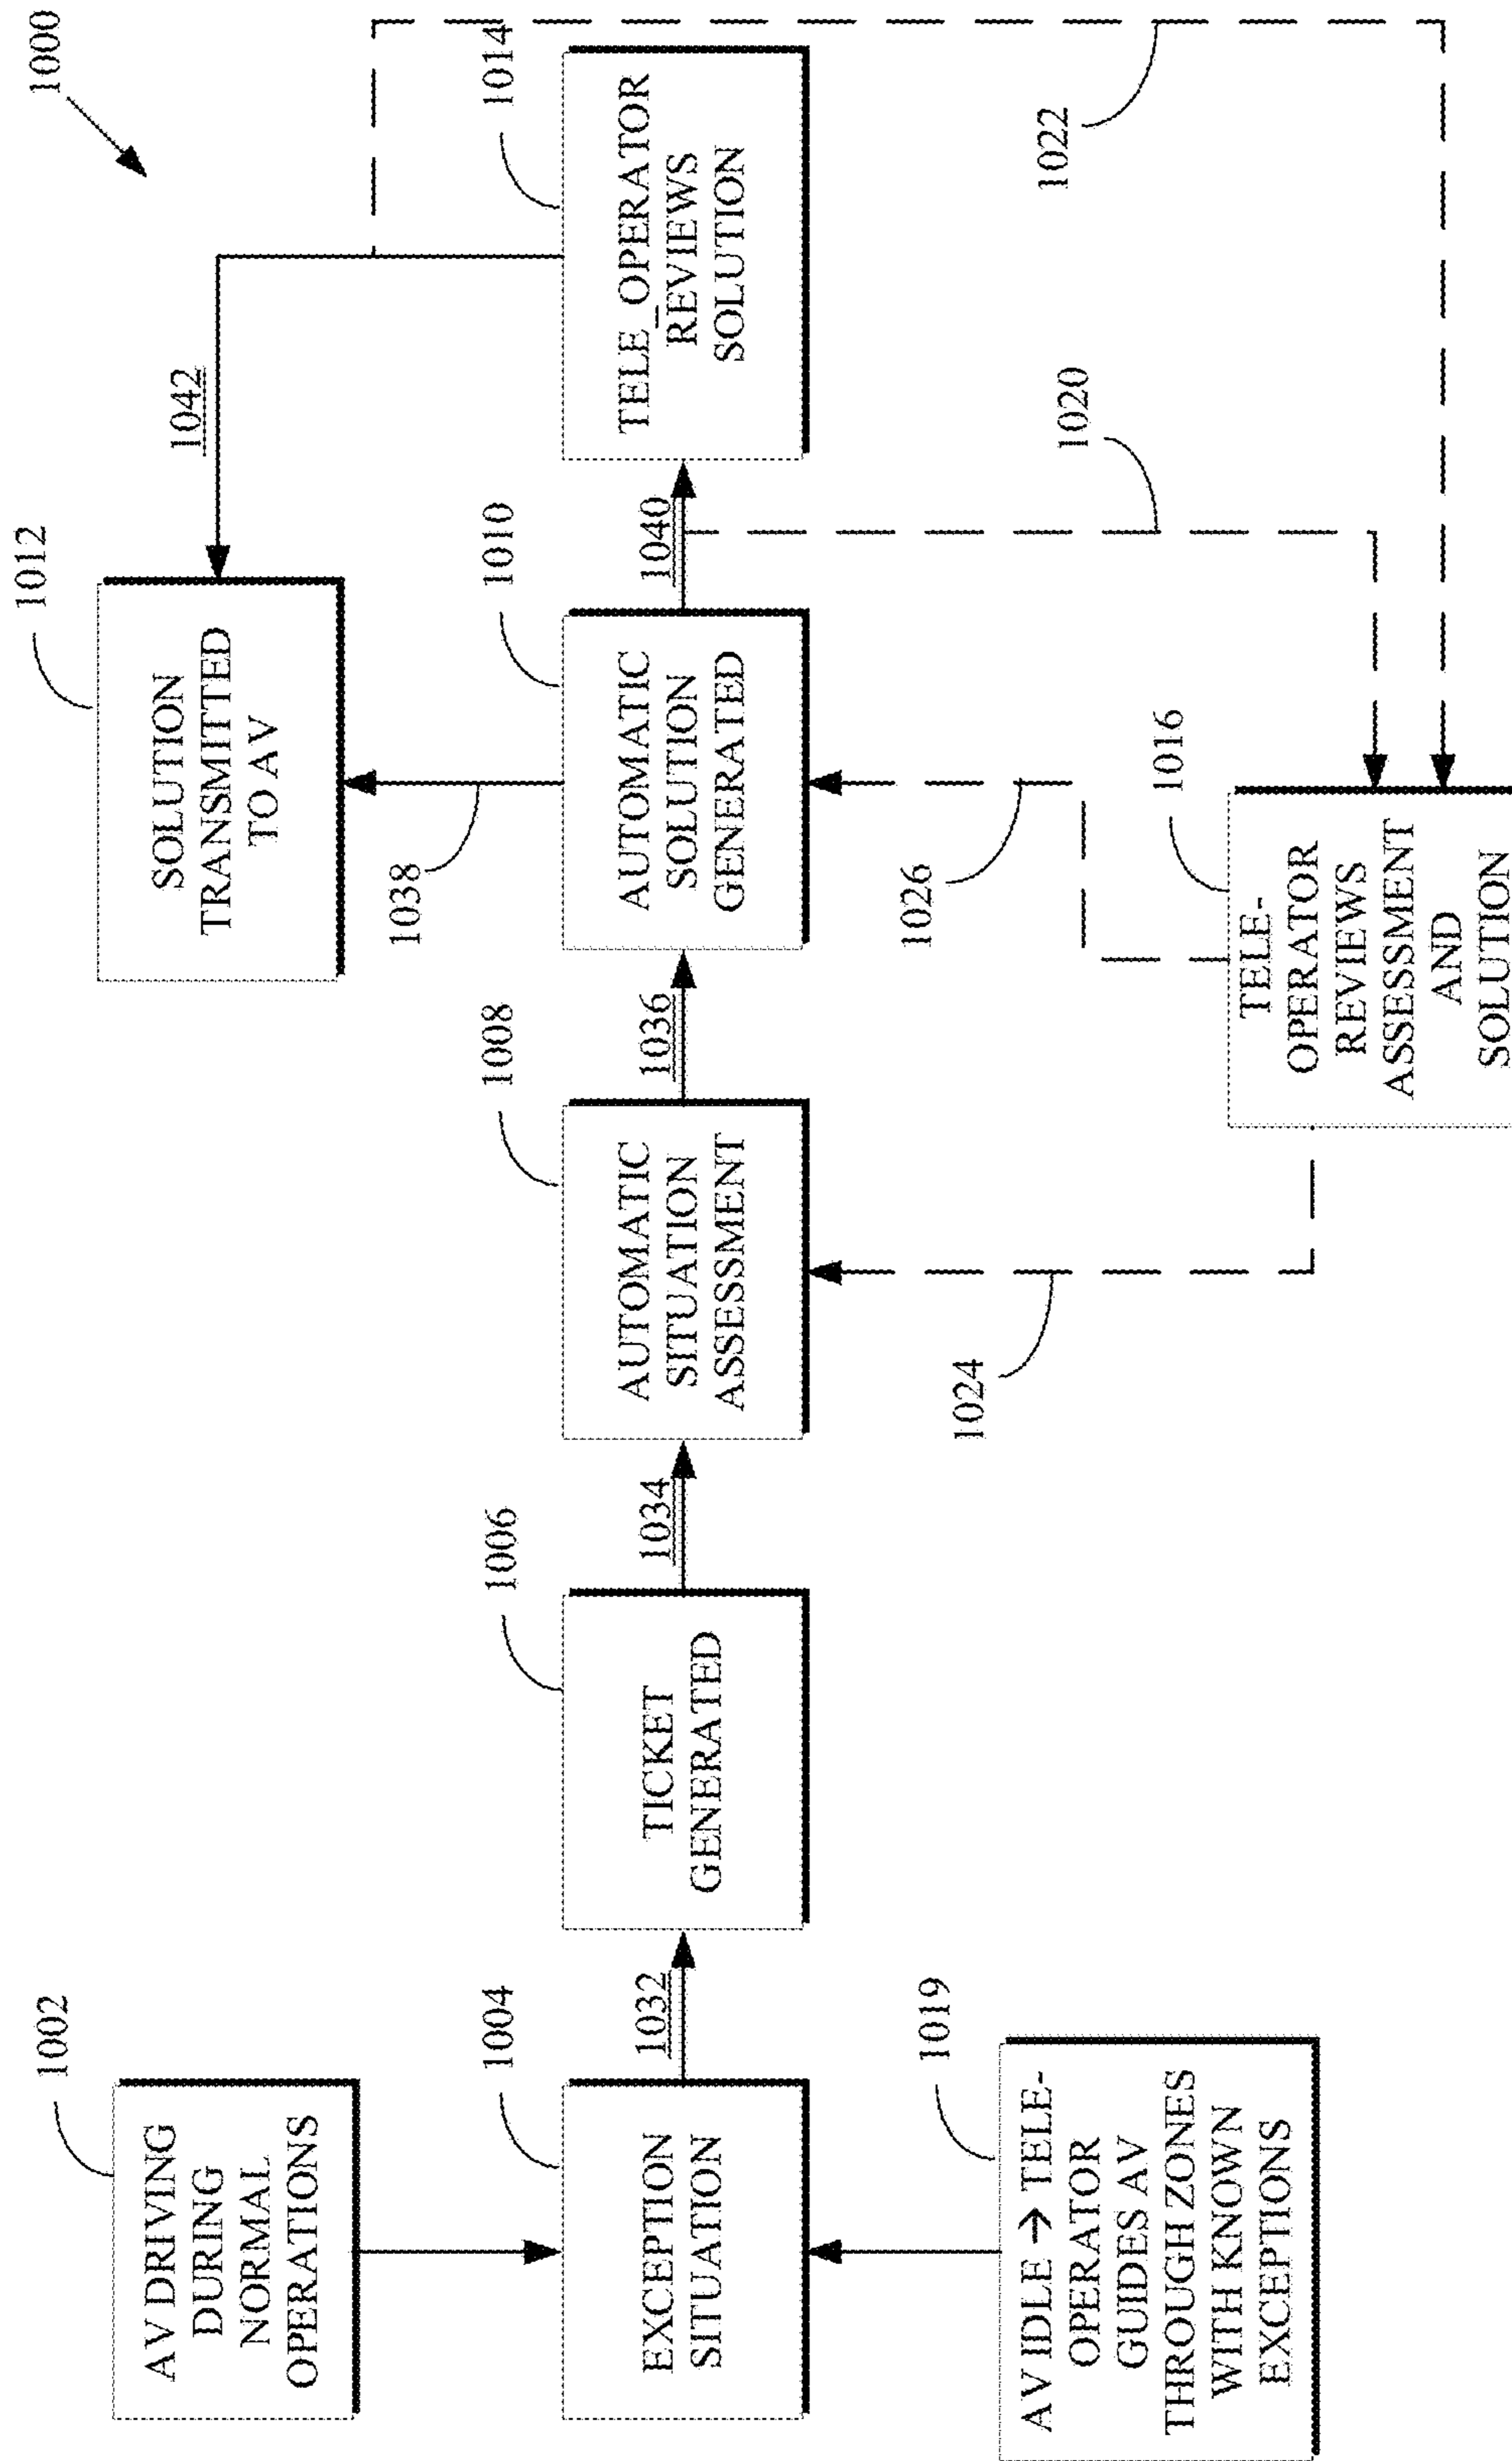 1000
1002
AV DRIVING
DURING
NORMAL
OPERATIONS
1004
EXCEPTION
SITUATION
1019
AV IDLE → TELE-
OPERATOR
GUIDES AV
THROUGH ZONES
WITH KNOWN
EXCEPTIONS
1032
1006
TICKET
GENERATED
1034
1008
AUTOMATIC
SITUATION
ASSESSMENT
1036
1010
AUTOMATIC
SOLUTION
GENERATED
1038
1012
SOLUTION
TRANSMITTED
TO AV
1040
1014
TELE_OPERATOR
REVIEWS
SOLUTION
1042
1016
TELE-
OPERATOR
REVIEWS
ASSESSMENT
AND
SOLUTION
1020
1022
1024
1026